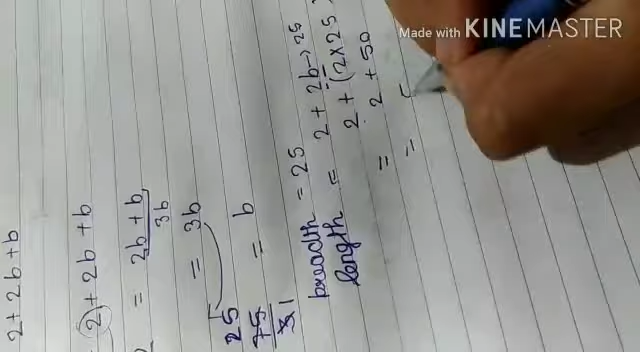 2 + 2b + b
2 + 2b + b
= 2b + b
3b
= 3b
25
75 = b
3 1
breadth = 25
length = 2 + 2b → 25
2 + (2 × 25)
= 2 + 50
=
Made with KINEMASTER